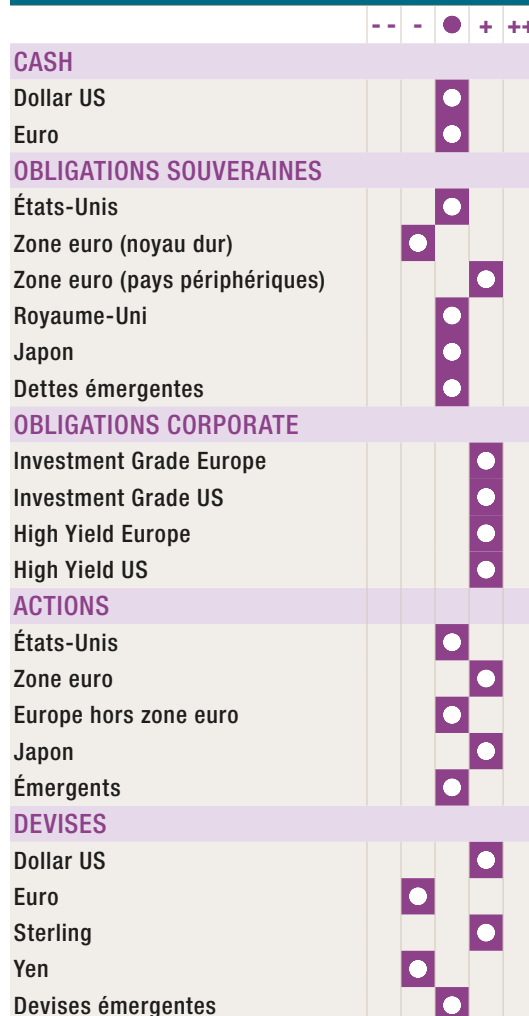 -- - ● + ++
CASH
Dollar US
Euro
OBLIGATIONS SOUVERAINES
États-Unis
Zone euro (noyau dur)
Zone euro (pays périphériques)
Royaume-Uni
Japon
Dettes émergentes
OBLIGATIONS CORPORATE
Investment Grade Europe
Investment Grade US
High Yield Europe
High Yield US
ACTIONS
États-Unis
Zone euro
Europe hors zone euro
Japon
Émergents
DEVISES
Dollar US
Euro
Sterling
Yen
Devises émergentes